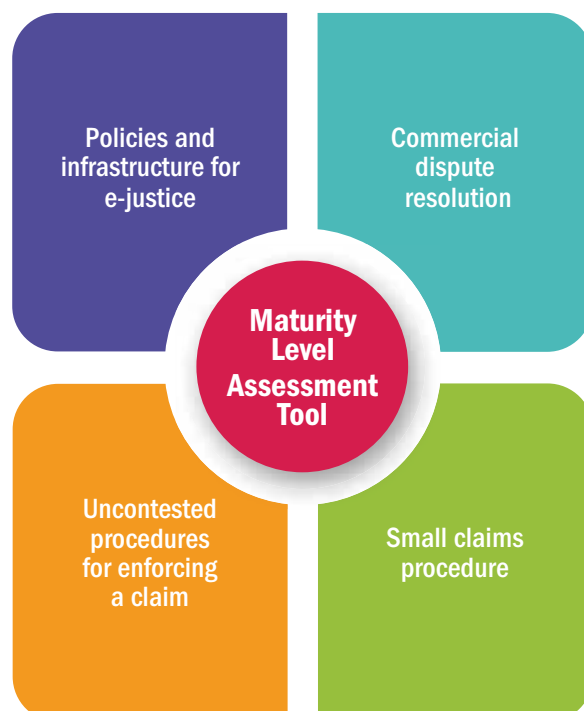 Policies and
infrastructure for
e-justice
Commercial
dispute
resolution
Maturity
Level
Assessment
Tool
Uncontested
procedures
for enforcing
a claim
Small claims
procedure